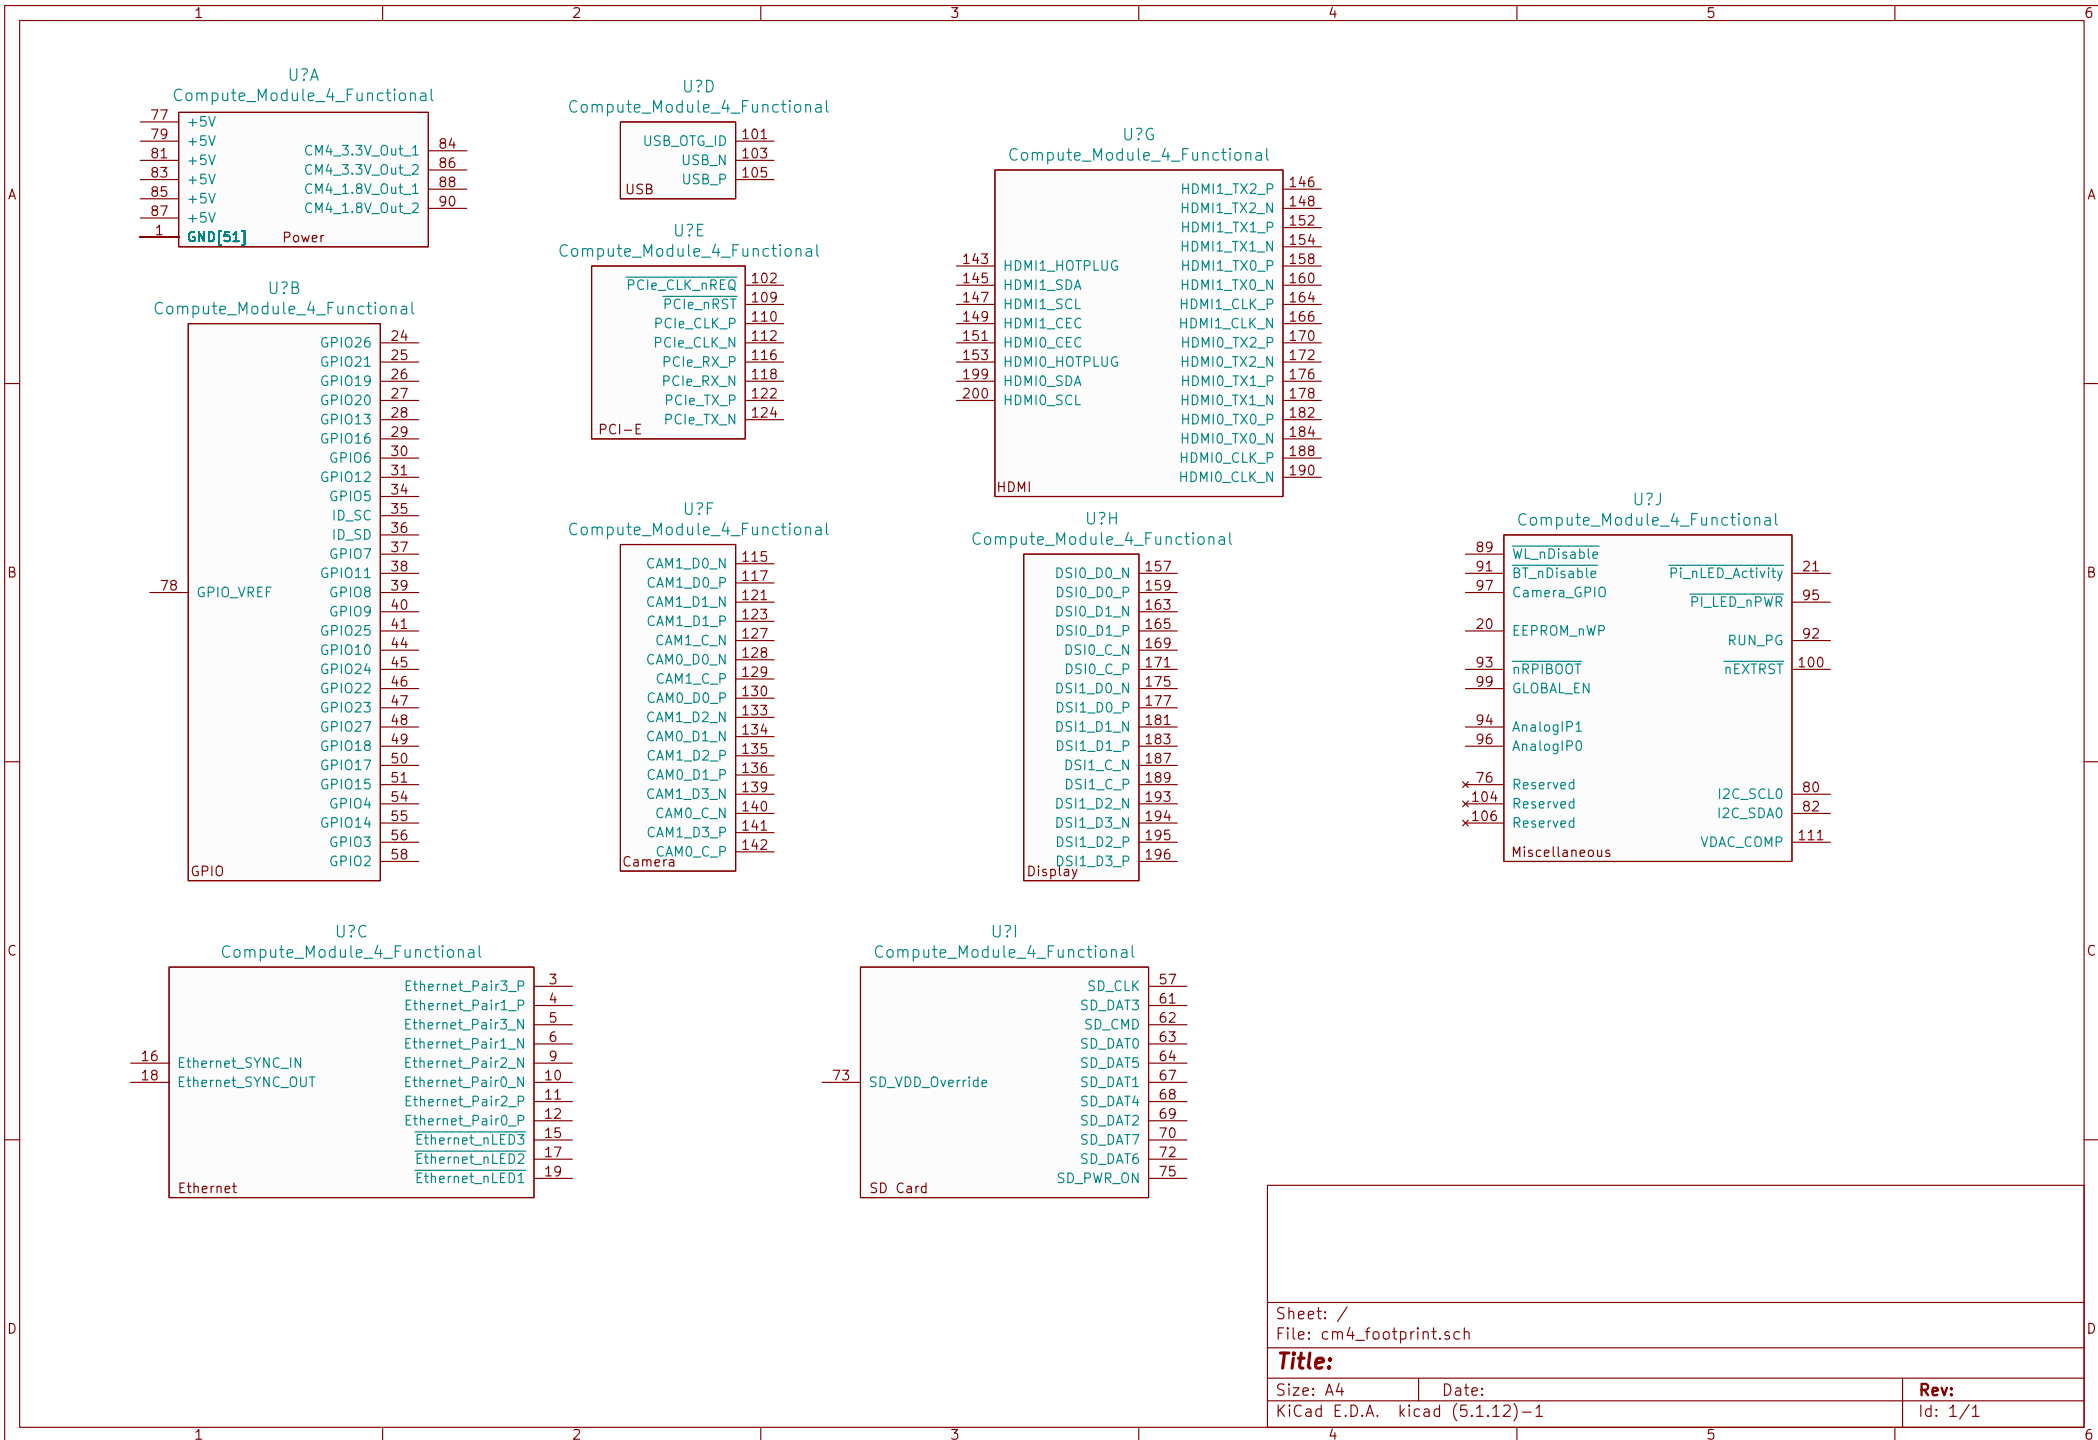 1 2 3 4 5 6
A
B
C
D
A
B
C
D
U?A
Compute_Module_4_Functional
77 +5V
79 +5V
81 +5V
83 +5V
85 +5V
87 +5V
1 GND[51]
CM4_3.3V_Out_1 84
CM4_3.3V_Out_2 86
CM4_1.8V_Out_1 88
CM4_1.8V_Out_2 90
Power
U?B
Compute_Module_4_Functional
78 GPIO_VREF
GPIO26 24
GPIO21 25
GPIO19 26
GPIO20 27
GPIO13 28
GPIO16 29
GPIO6 30
GPIO12 31
GPIO5 34
ID_SC 35
ID_SD 36
GPIO7 37
GPIO11 38
GPIO8 39
GPIO9 40
GPIO25 41
GPIO10 44
GPIO24 45
GPIO22 46
GPIO23 47
GPIO27 48
GPIO18 49
GPIO17 50
GPIO15 51
GPIO4 54
GPIO14 55
GPIO3 56
GPIO2 58
GPIO
U?C
Compute_Module_4_Functional
16 Ethernet_SYNC_IN
18 Ethernet_SYNC_OUT
Ethernet_Pair3_P 3
Ethernet_Pair1_P 4
Ethernet_Pair3_N 5
Ethernet_Pair1_N 6
Ethernet_Pair2_N 9
Ethernet_Pair0_N 10
Ethernet_Pair2_P 11
Ethernet_Pair0_P 12
Ethernet_nLED3 15
Ethernet_nLED2 17
Ethernet_nLED1 19
Ethernet
U?D
Compute_Module_4_Functional
USB_OTG_ID 101
USB_N 103
USB_P 105
USB
U?E
Compute_Module_4_Functional
PCIe_CLK_nREQ 102
PCIe_nRST 109
PCIe_CLK_P 110
PCIe_CLK_N 112
PCIe_RX_P 116
PCIe_RX_N 118
PCIe_TX_P 122
PCIe_TX_N 124
PCI-E
U?F
Compute_Module_4_Functional
CAM1_D0_N 115
CAM1_D0_P 117
CAM1_D1_N 121
CAM1_D1_P 123
CAM1_C_N 127
CAM0_D0_N 128
CAM1_C_P 129
CAM0_D0_P 130
CAM1_D2_N 133
CAM0_D1_N 134
CAM1_D2_P 135
CAM0_D1_P 136
CAM1_D3_N 139
CAM0_C_N 140
CAM1_D3_P 141
CAM0_C_P 142
Camera
U?G
Compute_Module_4_Functional
143 HDMI1_HOTPLUG
145 HDMI1_SDA
147 HDMI1_SCL
149 HDMI1_CEC
151 HDMI0_CEC
153 HDMI0_HOTPLUG
199 HDMI0_SDA
200 HDMI0_SCL
HDMI1_TX2_P 146
HDMI1_TX2_N 148
HDMI1_TX1_P 152
HDMI1_TX1_N 154
HDMI1_TX0_P 158
HDMI1_TX0_N 160
HDMI1_CLK_P 164
HDMI1_CLK_N 166
HDMI0_TX2_P 170
HDMI0_TX2_N 172
HDMI0_TX1_P 176
HDMI0_TX1_N 178
HDMI0_TX0_P 182
HDMI0_TX0_N 184
HDMI0_CLK_P 188
HDMI0_CLK_N 190
HDMI
U?H
Compute_Module_4_Functional
DSI0_D0_N 157
DSI0_D0_P 159
DSI0_D1_N 163
DSI0_D1_P 165
DSI0_C_N 169
DSI0_C_P 171
DSI1_D0_N 175
DSI1_D0_P 177
DSI1_D1_N 181
DSI1_D1_P 183
DSI1_C_N 187
DSI1_C_P 189
DSI1_D2_N 193
DSI1_D3_N 194
DSI1_D2_P 195
DSI1_D3_P 196
Display
U?I
Compute_Module_4_Functional
73 SD_VDD_Override
SD_CLK 57
SD_DAT3 61
SD_CMD 62
SD_DAT0 63
SD_DAT5 64
SD_DAT1 67
SD_DAT4 68
SD_DAT2 69
SD_DAT7 70
SD_DAT6 72
SD_PWR_ON 75
SD Card
U?J
Compute_Module_4_Functional
89 WL_nDisable
91 BT_nDisable
97 Camera_GPIO
20 EEPROM_nWP
93 nRPIBOOT
99 GLOBAL_EN
94 AnalogIP1
96 AnalogIP0
76 Reserved
104 Reserved
106 Reserved
Pi_nLED_Activity 21
PI_LED_nPWR 95
RUN_PG 92
nEXTRST 100
I2C_SCL0 80
I2C_SDA0 82
VDAC_COMP 111
Miscellaneous
Sheet: /
File: cm4_footprint.sch
Title:
Size: A4 Date: Rev:
KiCad E.D.A. kicad (5.1.12)-1 Id: 1/1
1 2 3 4 5 6